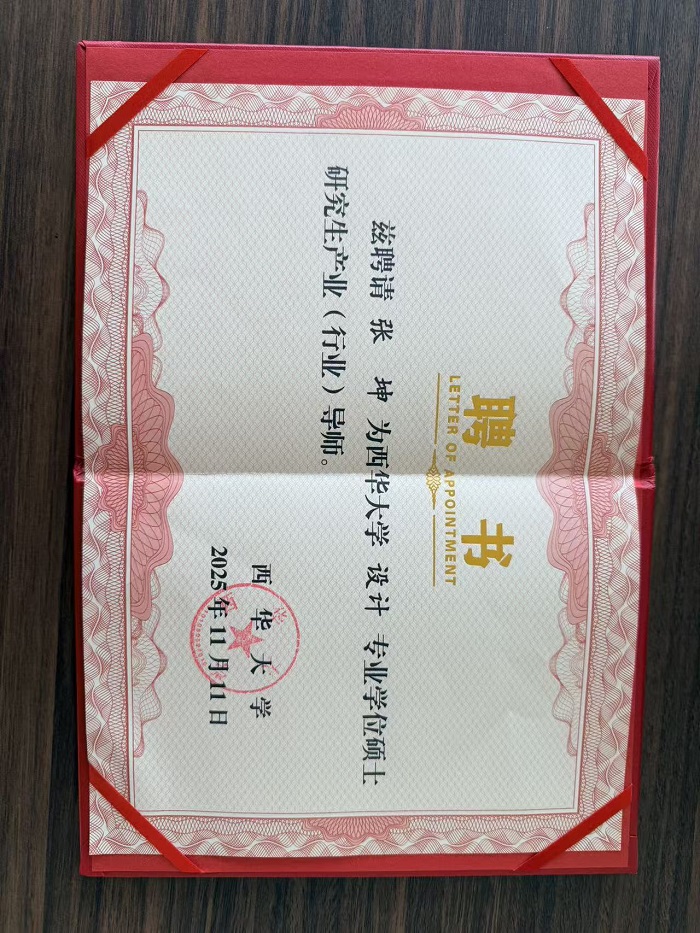 聘书
LETTER OF APPOINTMENT
兹聘请 张 坤 为西华大学 设计 专业学位硕士
研究生产业（行业）导师。
西华大学
2025年11月11日